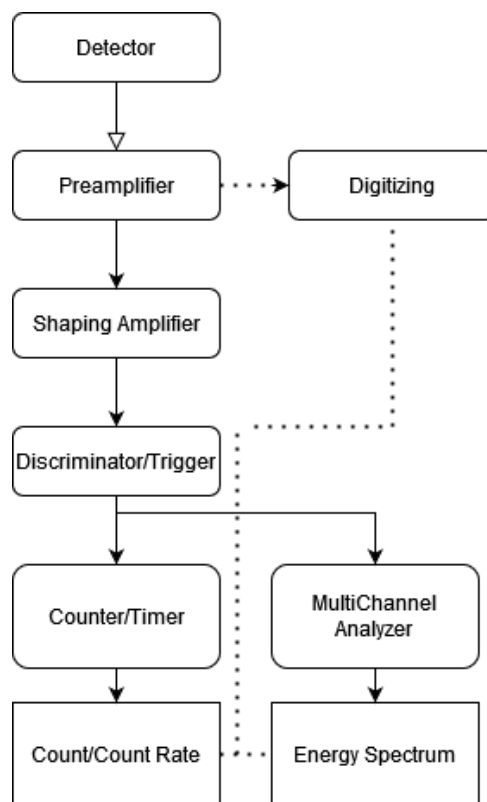 Detector
Preamplifier
Digitizing
Shaping Amplifier
Discriminator/Trigger
Counter/Timer
MultiChannel
Analyzer
Count/Count Rate
Energy Spectrum